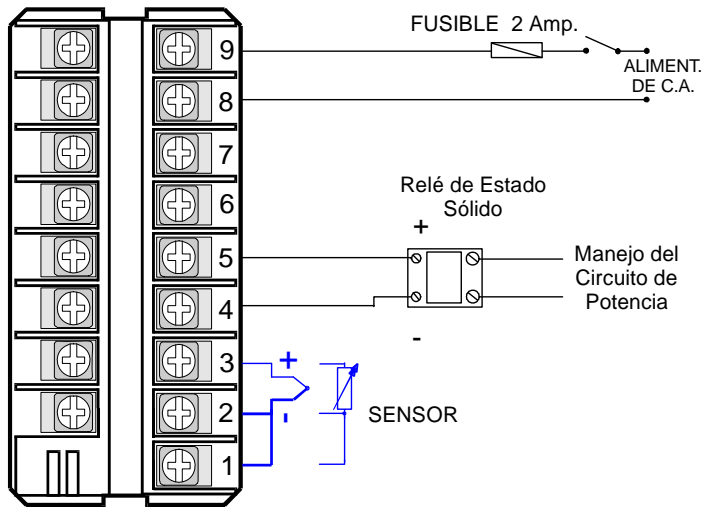 FUSIBLE 2 Amp.
9
ALIMENT.
DE C.A.
8
7
6
Relé de Estado
Sólido
+
5
Manejo del
Circuito de
Potencia
4
-
3
+
2
-
SENSOR
1